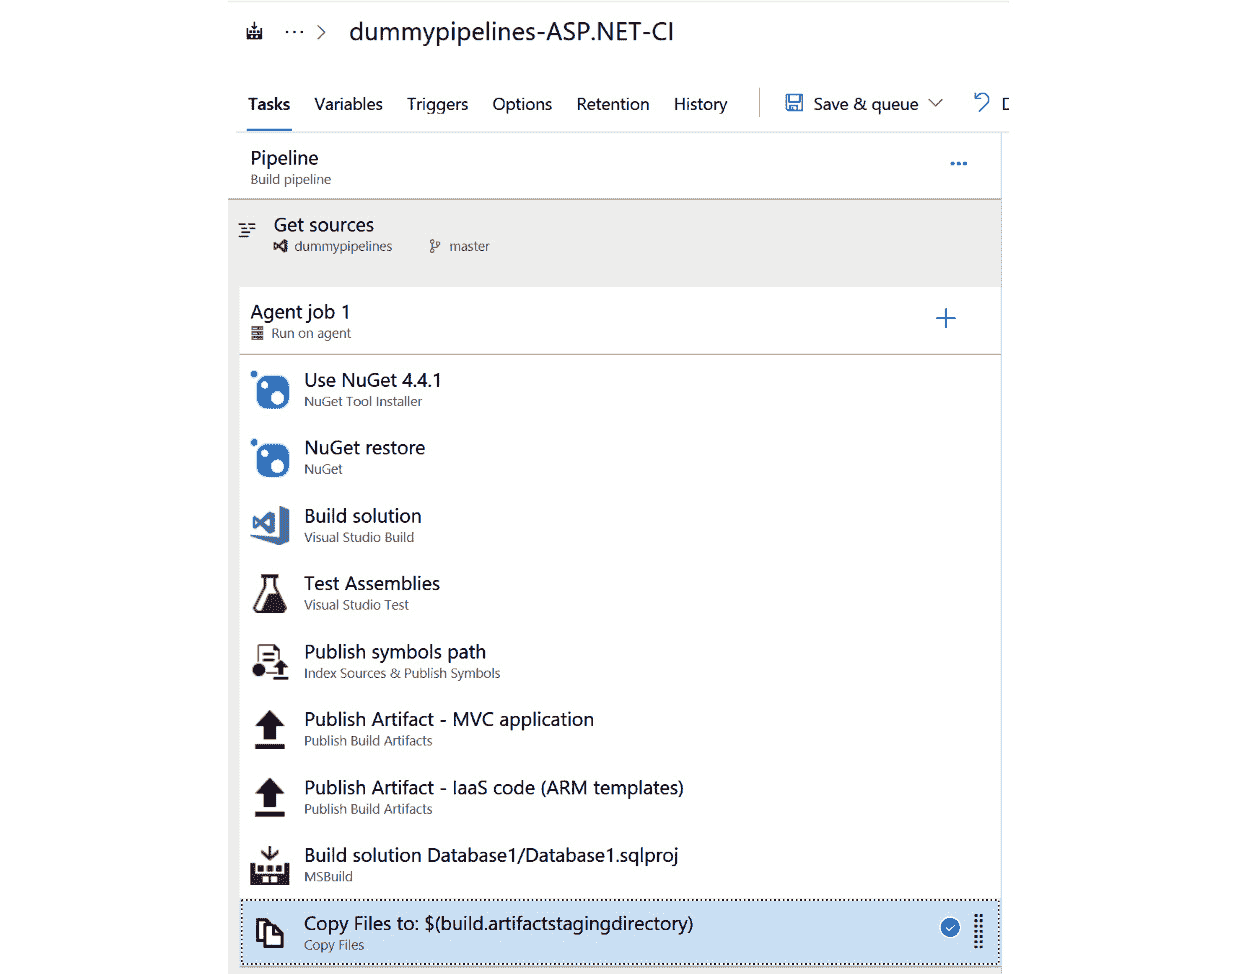 ... > dummypipelines-ASP.NET-CI
Tasks Variables Triggers Options Retention History Save & queue
Pipeline
Build pipeline
Get sources
dummypipelines master
Agent job 1
Run on agent
Use NuGet 4.4.1
NuGet Tool Installer
NuGet restore
NuGet
Build solution
Visual Studio Build
Test Assemblies
Visual Studio Test
Publish symbols path
Index Sources & Publish Symbols
Publish Artifact - MVC application
Publish Build Artifacts
Publish Artifact - IaaS code (ARM templates)
Publish Build Artifacts
Build solution Database1/Database1.sqlproj
MSBuild
Copy Files to: $(build.artifactstagingdirectory)
Copy Files